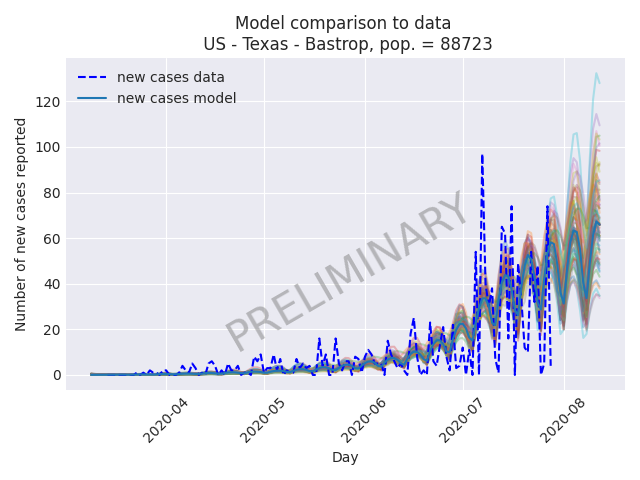 Model comparison to data
US - Texas - Bastrop, pop. = 88723
new cases data
new cases model
Number of new cases reported
120
100
80
60
40
20
0
PRELIMINARY
2020-04
2020-05
2020-06
2020-07
2020-08
Day